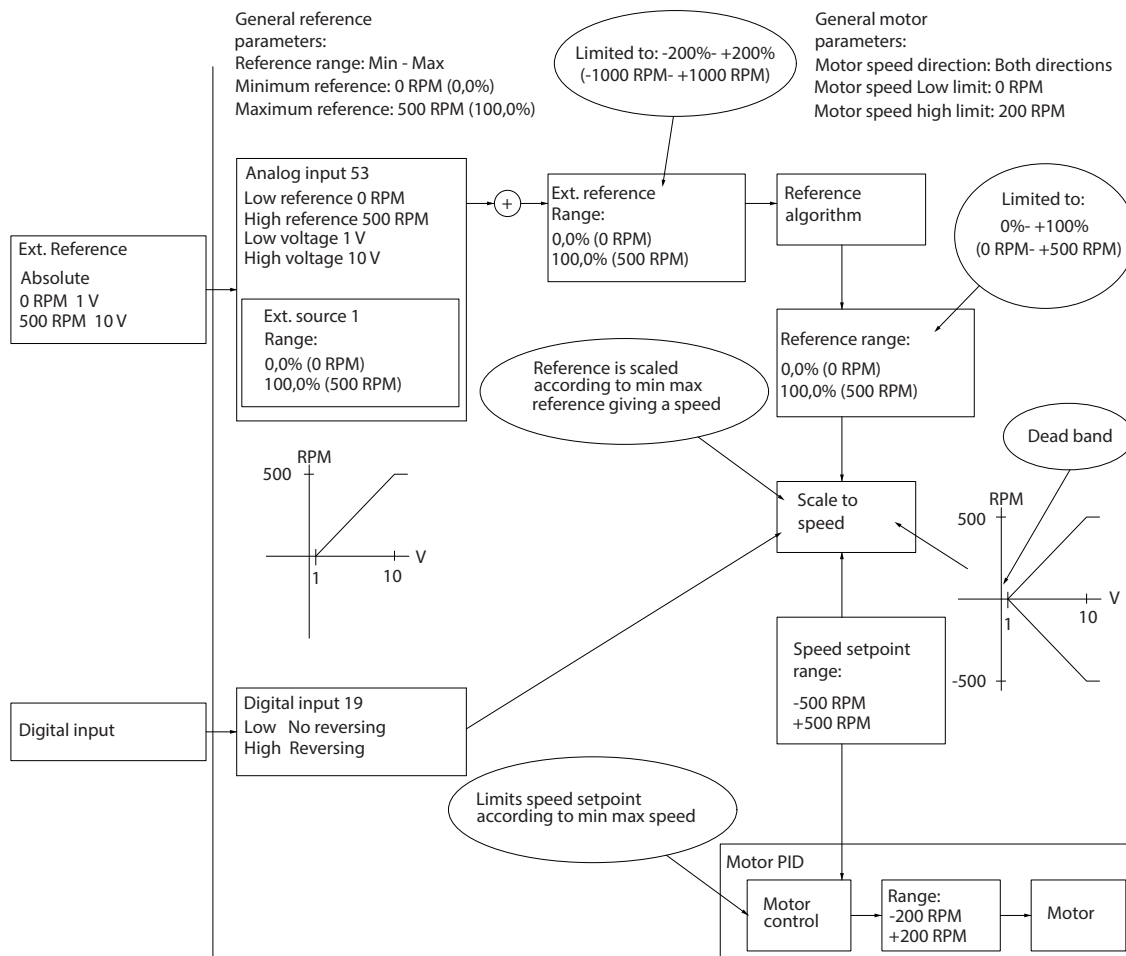 General reference
parameters:
Reference range: Min - Max
Minimum reference: 0 RPM (0,0%)
Maximum reference: 500 RPM (100,0%)
Limited to: -200%- +200%
(-1000 RPM- +1000 RPM)
General motor
parameters:
Motor speed direction: Both directions
Motor speed Low limit: 0 RPM
Motor speed high limit: 200 RPM
Ext. Reference
Absolute
0 RPM 1 V
500 RPM 10 V
Analog input 53
Low reference 0 RPM
High reference 500 RPM
Low voltage 1 V
High voltage 10 V
Ext. source 1
Range:
0,0% (0 RPM)
100,0% (500 RPM)
+
Ext. reference
Range:
0,0% (0 RPM)
100,0% (500 RPM)
Reference
algorithm
Limited to:
0%- +100%
(0 RPM- +500 RPM)
Reference range:
0,0% (0 RPM)
100,0% (500 RPM)
Reference is scaled
according to min max
reference giving a speed
Dead band
RPM
500
1
10
V
Scale to
speed
RPM
500
1
10
V
-500
Speed setpoint
range:
-500 RPM
+500 RPM
Digital input
Digital input 19
Low No reversing
High Reversing
Limits speed setpoint
according to min max speed
Motor PID
Motor
control
Range:
-200 RPM
+200 RPM
Motor